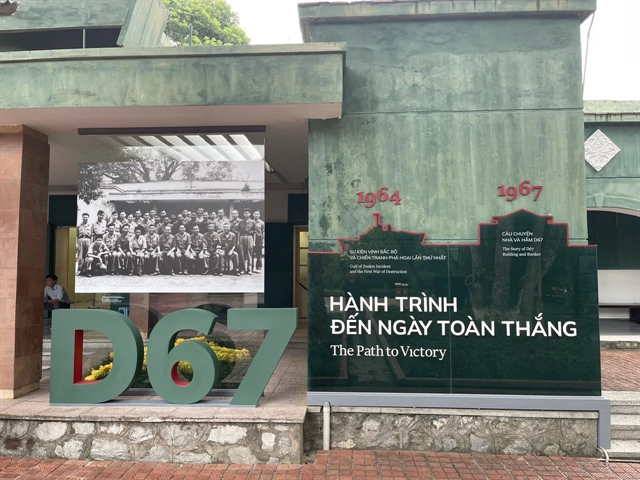 D67
1964
SỰ KIỆN VỊNH BẮC BỘ
VÀ CHIẾN TRANH PHÁ HOẠI LẦN THỨ NHẤT
Gulf of Tonkin Incident
and the First War of Destruction
1967
CÂU CHUYỆN
NHÀ VÀ HẦM D67
The Story of D67
Building and Bunker
HÀNH TRÌNH
ĐẾN NGÀY TOÀN THẮNG
The Path to Victory